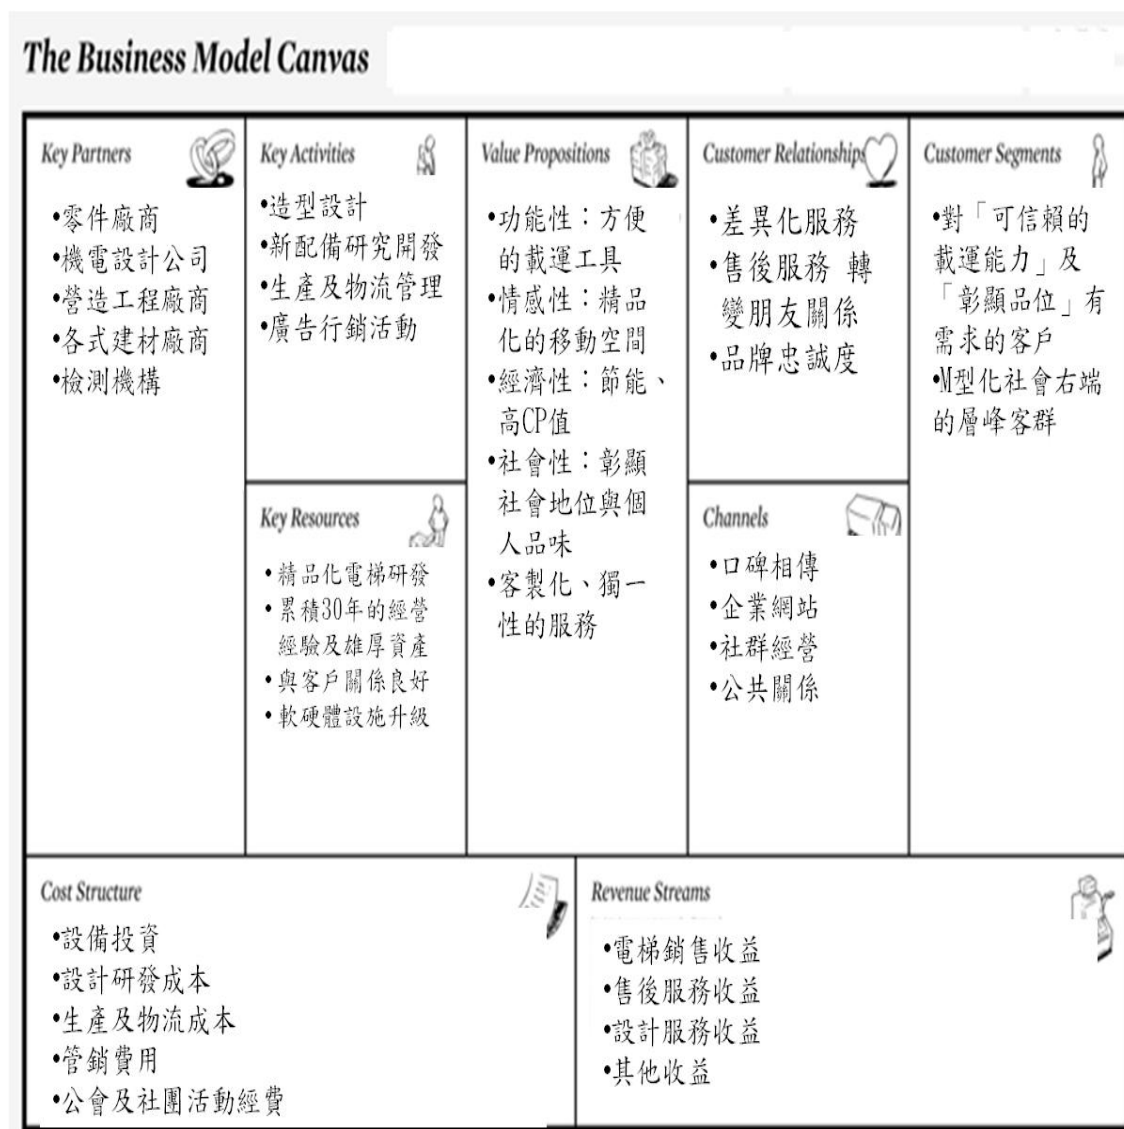 The Business Model Canvas
Key Partners
•零件廠商
•機電設計公司
•營造工程廠商
•各式建材廠商
•檢測機構
Key Activities
•造型設計
•新配備研究開發
•生產及物流管理
•廣告行銷活動
Key Resources
•精品化電梯研發
•累積30年的經營
經驗及雄厚資產
•與客戶關係良好
•軟硬體設施升級
Value Propositions
•功能性：方便
的載運工具
•情感性：精品
化的移動空間
•經濟性：節能、
高CP值
•社會性：彰顯
社會地位與個
人品味
•客製化、獨一
性的服務
Customer Relationships
•差異化服務
•售後服務 轉
變朋友關係
•品牌忠誠度
Channels
•口碑相傳
•企業網站
•社群經營
•公共關係
Customer Segments
•對「可信賴的
載運能力」及
「彰顯品位」有
需求的客戶
•M型化社會右端
的層峰客群
Cost Structure
•設備投資
•設計研發成本
•生產及物流成本
•管銷費用
•公會及社團活動經費
Revenue Streams
•電梯銷售收益
•售後服務收益
•設計服務收益
•其他收益